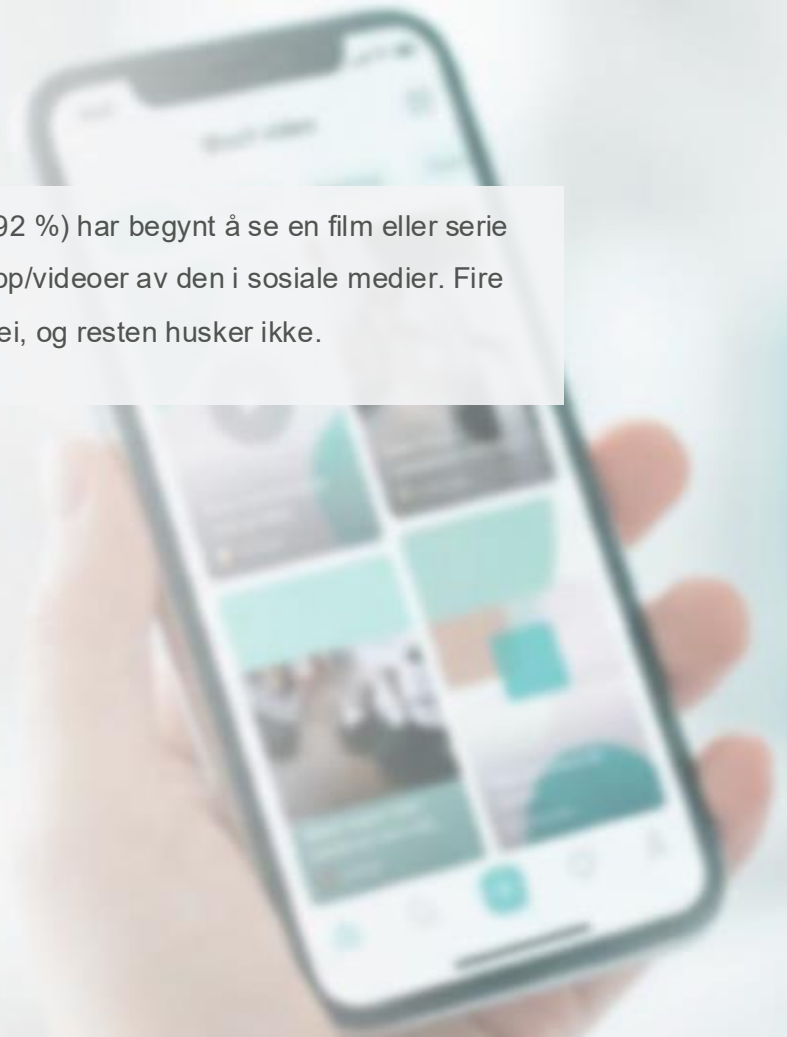 92 %) har begynt å se en film eller serie
pp/videoer av den i sosiale medier. Fire
ei, og resten husker ikke.